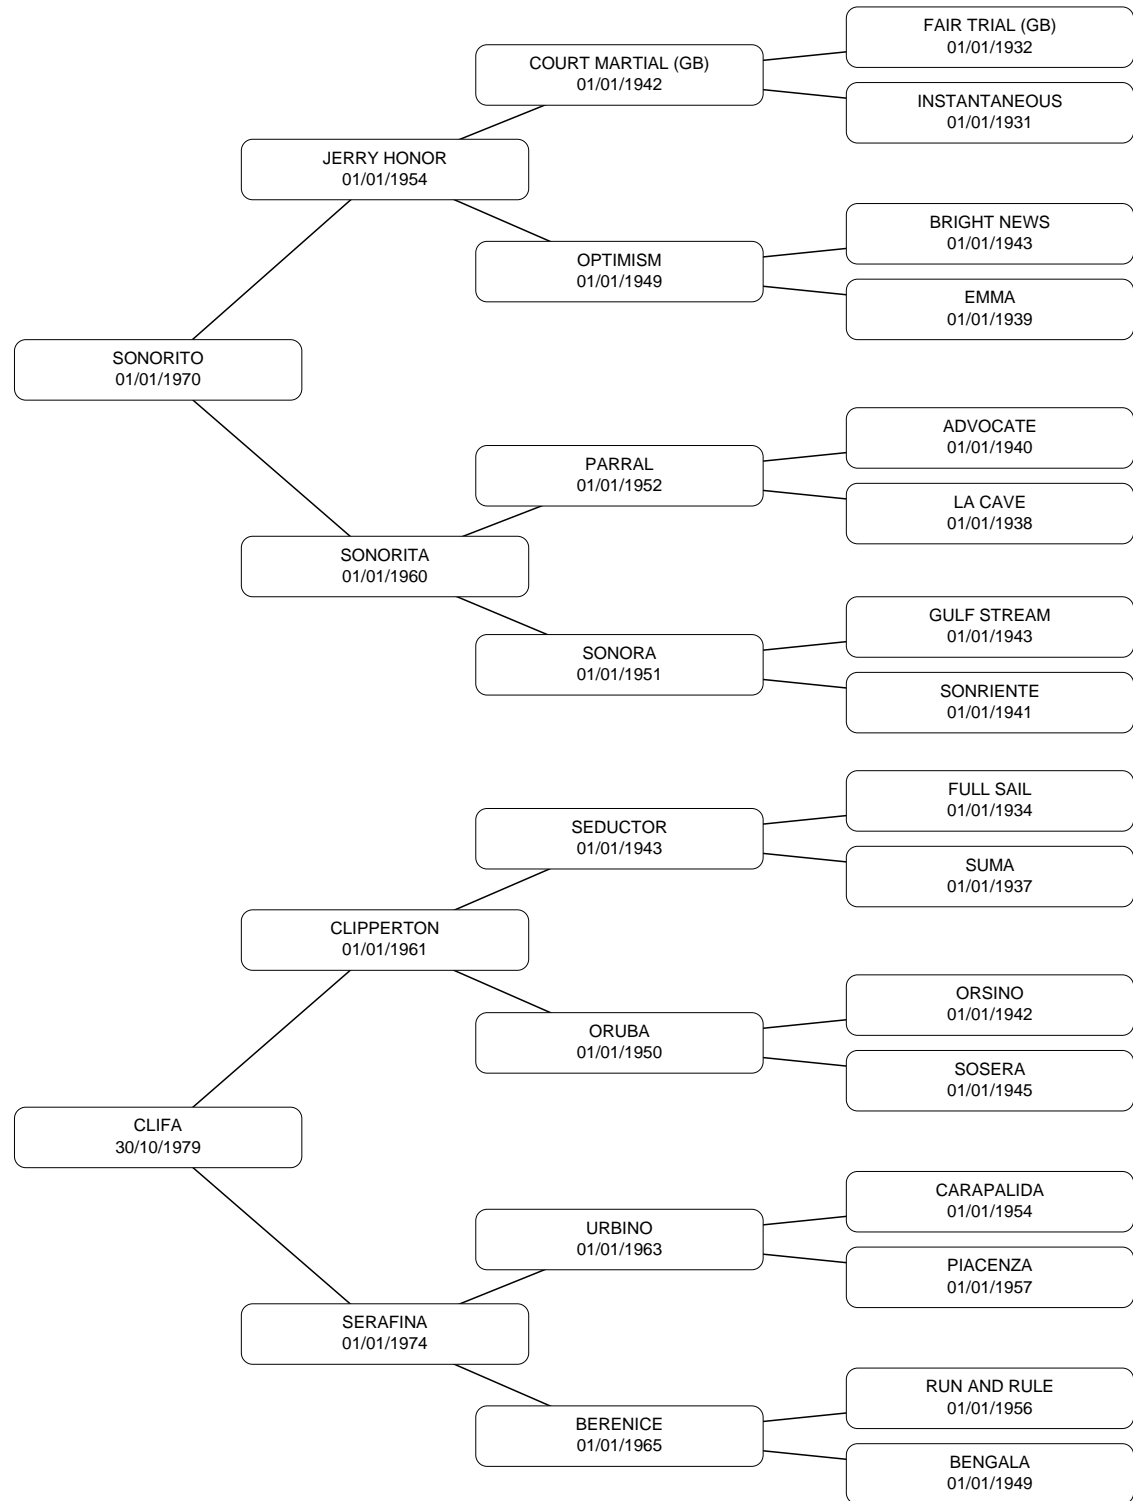 FAIR TRIAL (GB)
01/01/1932
COURT MARTIAL (GB)
01/01/1942
INSTANTANEOUS
01/01/1931
JERRY HONOR
01/01/1954
BRIGHT NEWS
01/01/1943
OPTIMISM
01/01/1949
EMMA
01/01/1939
SONORITO
01/01/1970
ADVOCATE
01/01/1940
PARRAL
01/01/1952
LA CAVE
01/01/1938
SONORITA
01/01/1960
GULF STREAM
01/01/1943
SONORA
01/01/1951
SONRIENTE
01/01/1941
FULL SAIL
01/01/1934
SEDUCTOR
01/01/1943
SUMA
01/01/1937
CLIPPERTON
01/01/1961
ORSINO
01/01/1942
ORUBA
01/01/1950
SOSERA
01/01/1945
CLIFA
30/10/1979
CARAPALIDA
01/01/1954
URBINO
01/01/1963
PIACENZA
01/01/1957
SERAFINA
01/01/1974
RUN AND RULE
01/01/1956
BERENICE
01/01/1965
BENGALA
01/01/1949